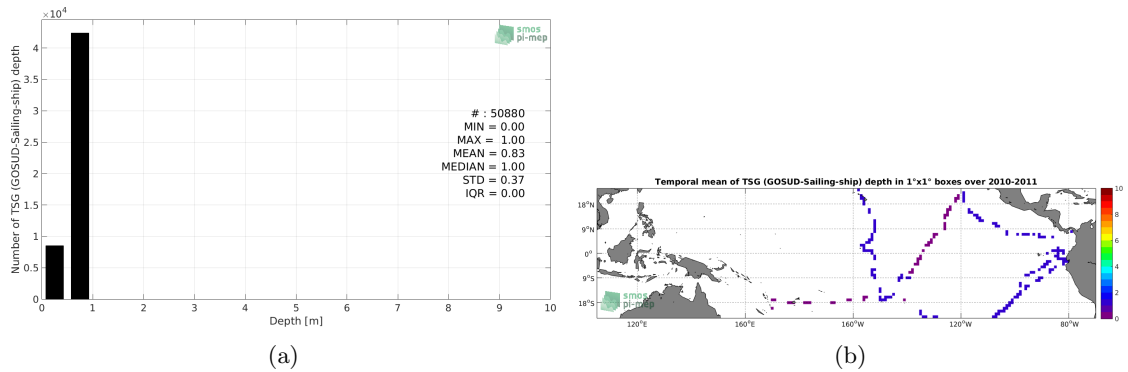 ×10⁴
4
3.5
3
2.5
2
1.5
1
0.5
0
Number of TSG (GOSUD-Sailing-ship) depth
smos
pi-mep
# : 50880
MIN = 0.00
MAX = 1.00
MEAN = 0.83
MEDIAN = 1.00
STD = 0.37
IQR = 0.00
0 1 2 3 4 5 6 7 8 9 10
Depth [m]
(a)
Temporal mean of TSG (GOSUD-Sailing-ship) depth in 1°x1° boxes over 2010-2011
18°N
9°N
0°
9°S
18°S
smos
pi-mep
120°E 160°E 160°W 120°W 80°W
10
8
6
4
2
0
(b)